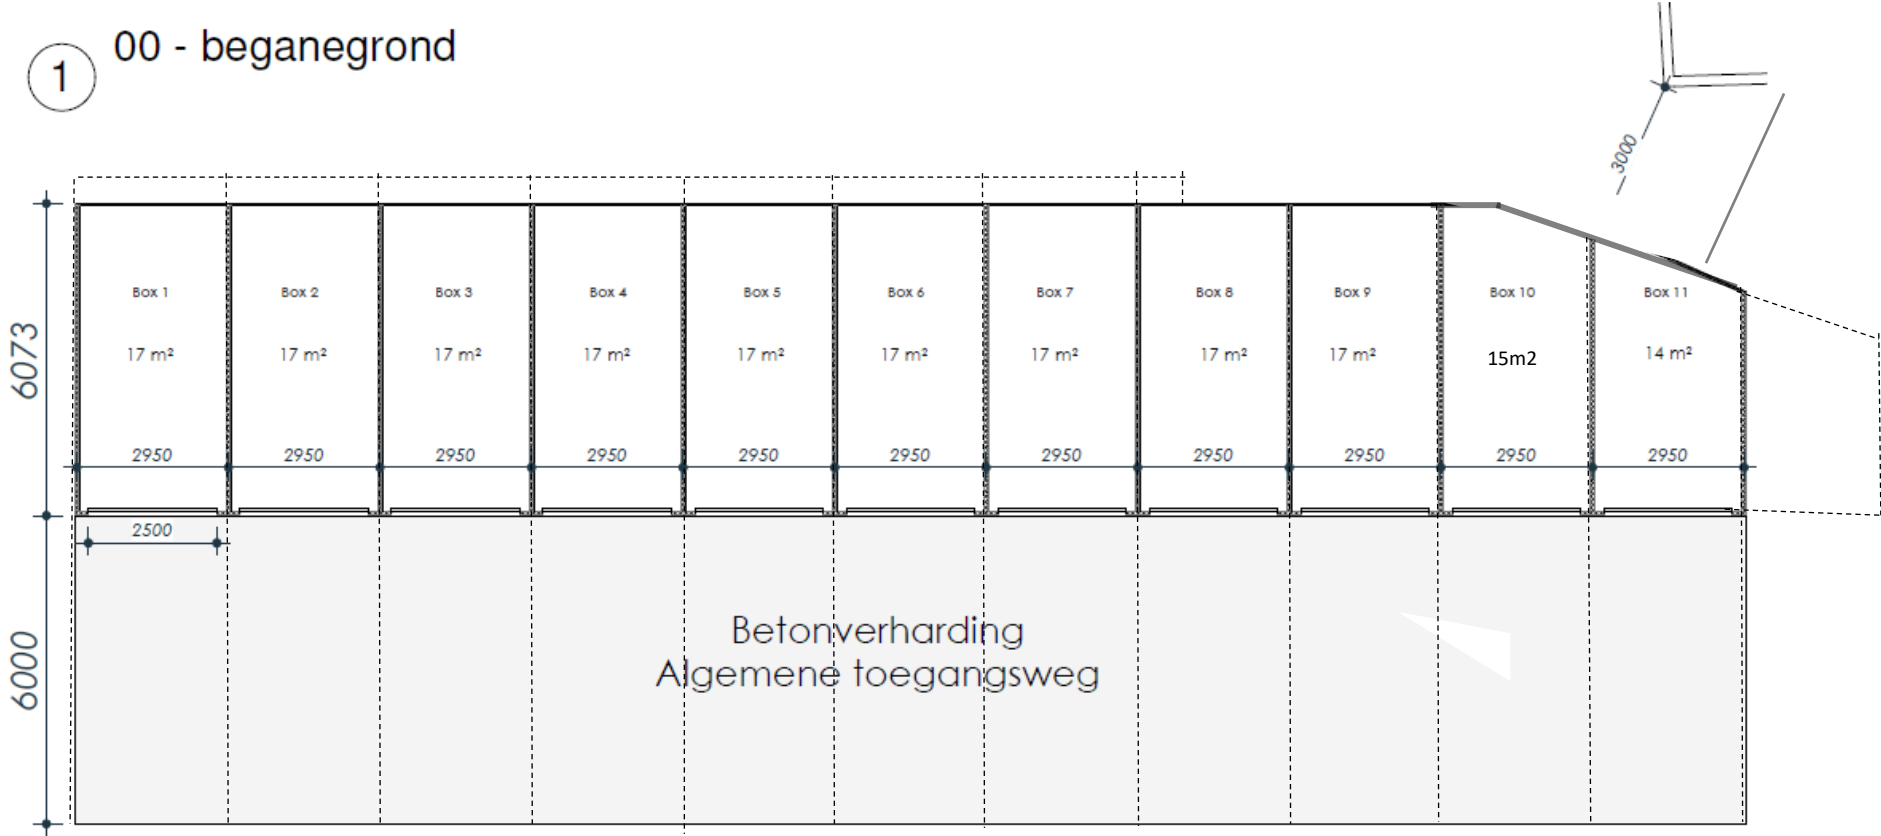 00 - beganegrond
1
3000
Box 1 Box 2 Box 3 Box 4 Box 5 Box 6 Box 7 Box 8 Box 9 Box 10 Box 11
17 m² 17 m² 17 m² 17 m² 17 m² 17 m² 17 m² 17 m² 17 m² 15m2 14 m²
6073
2950 2950 2950 2950 2950 2950 2950 2950 2950 2950 2950
2500
6000
Betonverharding
Algemene toegangsweg